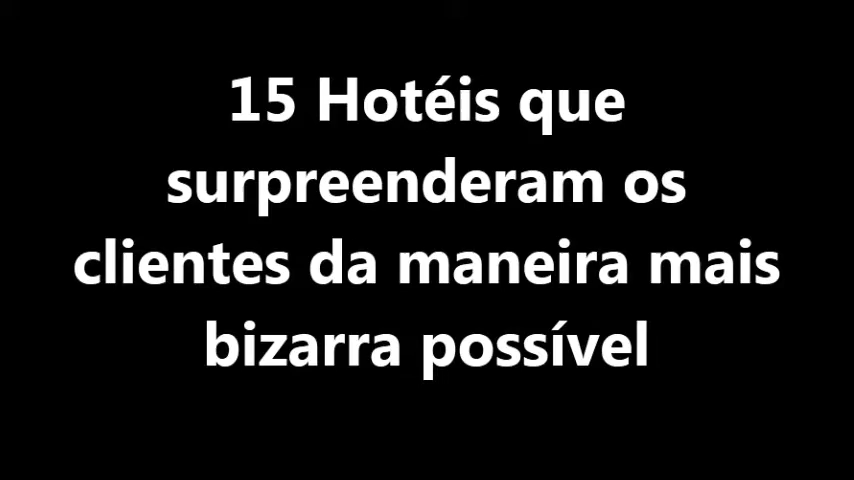 15 Hotéis que
surpreenderam os
clientes da maneira mais
bizarra possível